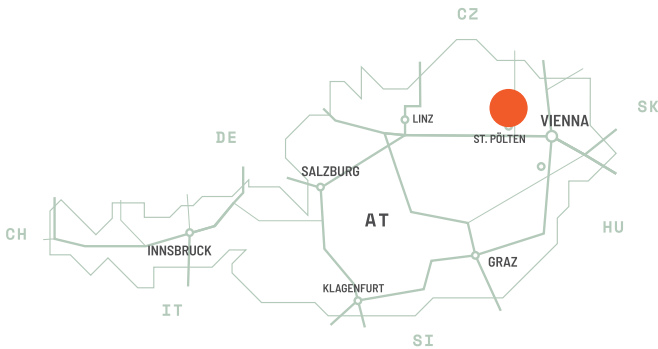 CZ
SK
LINZ
VIENNA
DE
ST. PÖLTEN
SALZBURG
AT
HU
CH
INNSBRUCK
GRAZ
KLAGENFURT
IT
SI